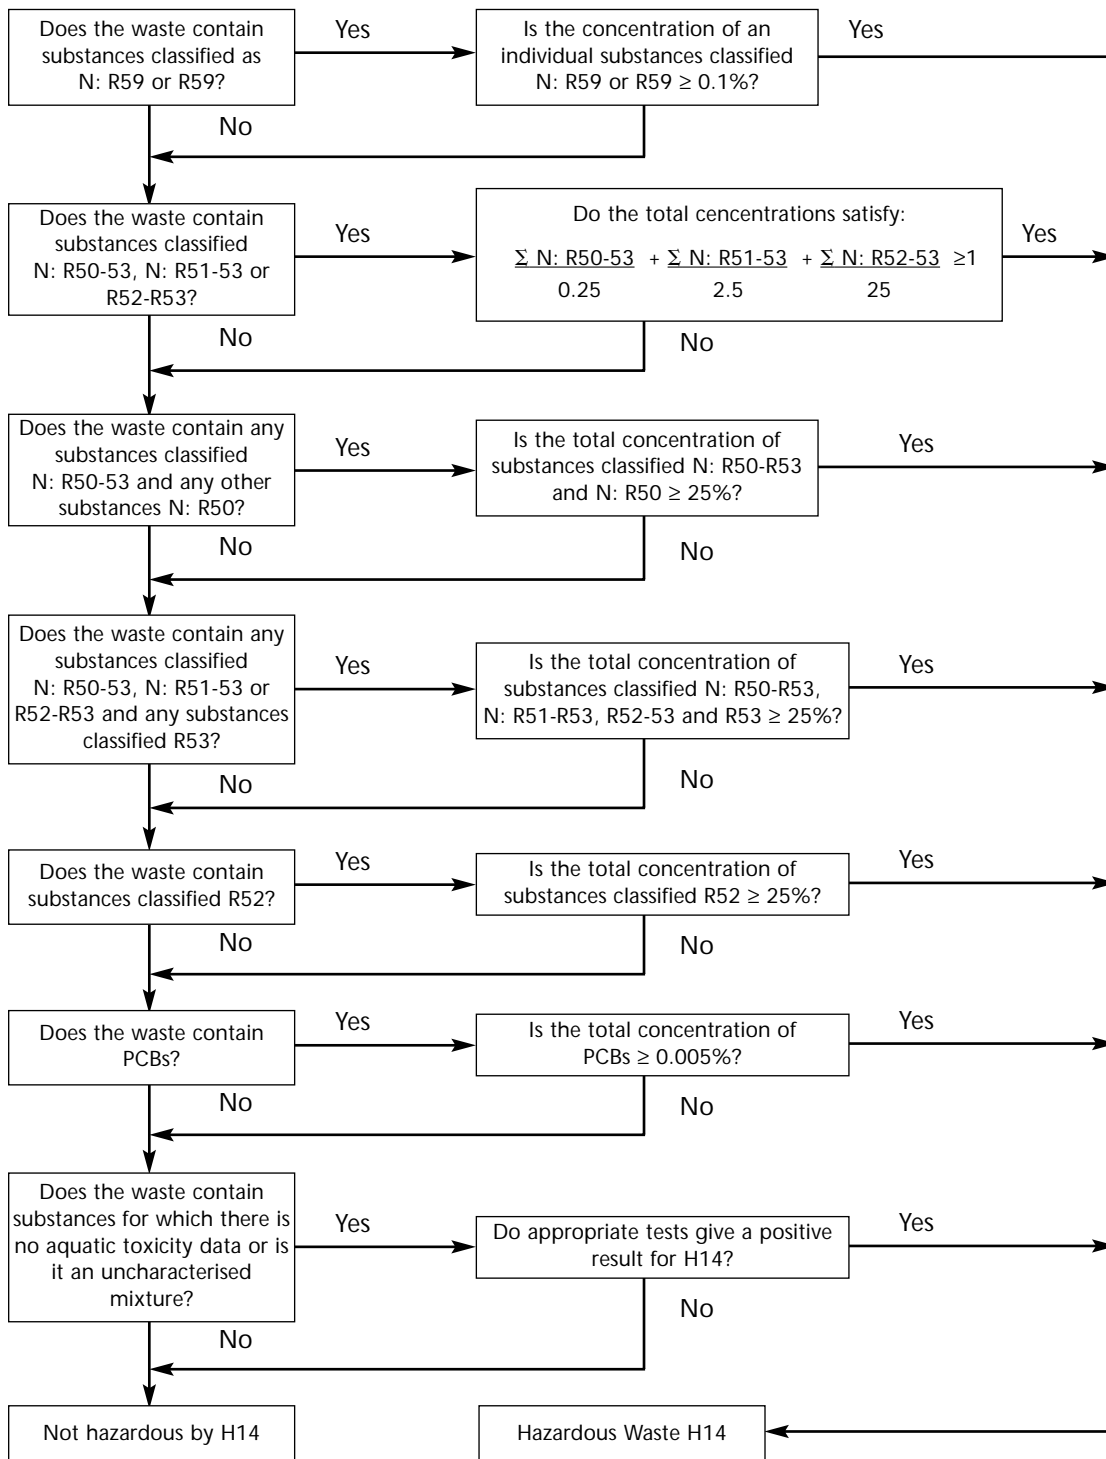 Does the waste contain
substances classified as
N: R59 or R59?
Yes
Is the concentration of an
individual substances classified
N: R59 or R59 ≥ 0.1%?
Yes
No
Does the waste contain
substances classified
N: R50-53, N: R51-53 or
R52-R53?
Yes
Do the total cencentrations satisfy:
Σ N: R50-53 + Σ N: R51-53 + Σ N: R52-53 ≥1
0.25 2.5 25
Yes
No
No
Does the waste contain any
substances classified
N: R50-53 and any other
substances N: R50?
Yes
Is the total concentration of
substances classified N: R50-R53
and N: R50 ≥ 25%?
Yes
No
No
Does the waste contain any
substances classified
N: R50-53, N: R51-53 or
R52-R53 and any substances
classified R53?
Yes
Is the total concentration of
substances classified N: R50-R53,
N: R51-R53, R52-53 and R53 ≥ 25%?
Yes
No
No
Does the waste contain
substances classified R52?
Yes
Is the total concentration of
substances classified R52 ≥ 25%?
Yes
No
No
Does the waste contain
PCBs?
Yes
Is the total concentration of
PCBs ≥ 0.005%?
Yes
No
No
Does the waste contain
substances for which there is
no aquatic toxicity data or is
it an uncharacterised
mixture?
Yes
Do appropriate tests give a positive
result for H14?
Yes
No
No
Not hazardous by H14
Hazardous Waste H14